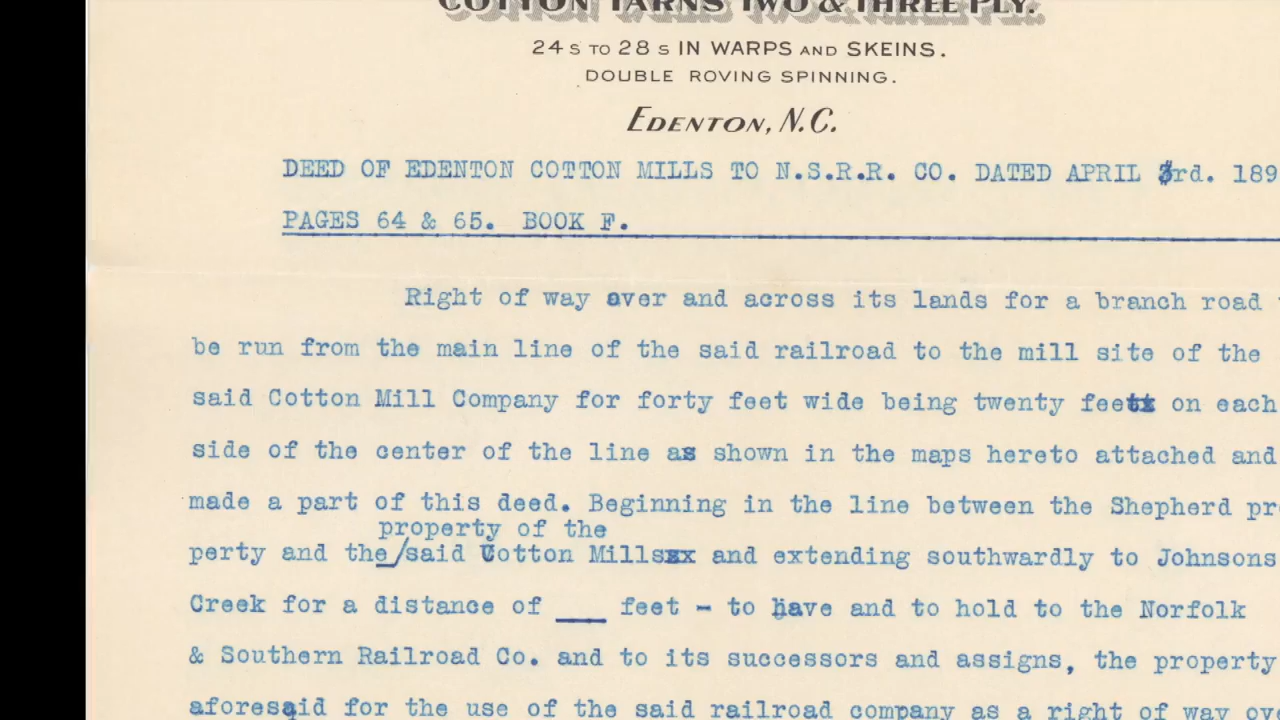 COTTON YARNS TWO & THREE PLY.
24s TO 28s IN WARPS AND SKEINS.
DOUBLE ROVING SPINNING.
EDENTON, N.C.
DEED OF EDENTON COTTON MILLS TO N.S.R.R. CO. DATED APRIL 3rd. 189
PAGES 64 & 65. BOOK F.
Right of way over and across its lands for a branch road
be run from the main line of the said railroad to the mill site of the
said Cotton Mill Company for forty feet wide being twenty feet on each
side of the center of the line as shown in the maps hereto attached and
made a part of this deed. Beginning in the line between the Shepherd pro
property of the
perty and the/said Cotton Millsxx and extending southwardly to Johnsons
Creek for a distance of ___ feet - to have and to hold to the Norfolk
& Southern Railroad Co. and to its successors and assigns, the property
aforesaid for the use of the said railroad company as a right of way ov